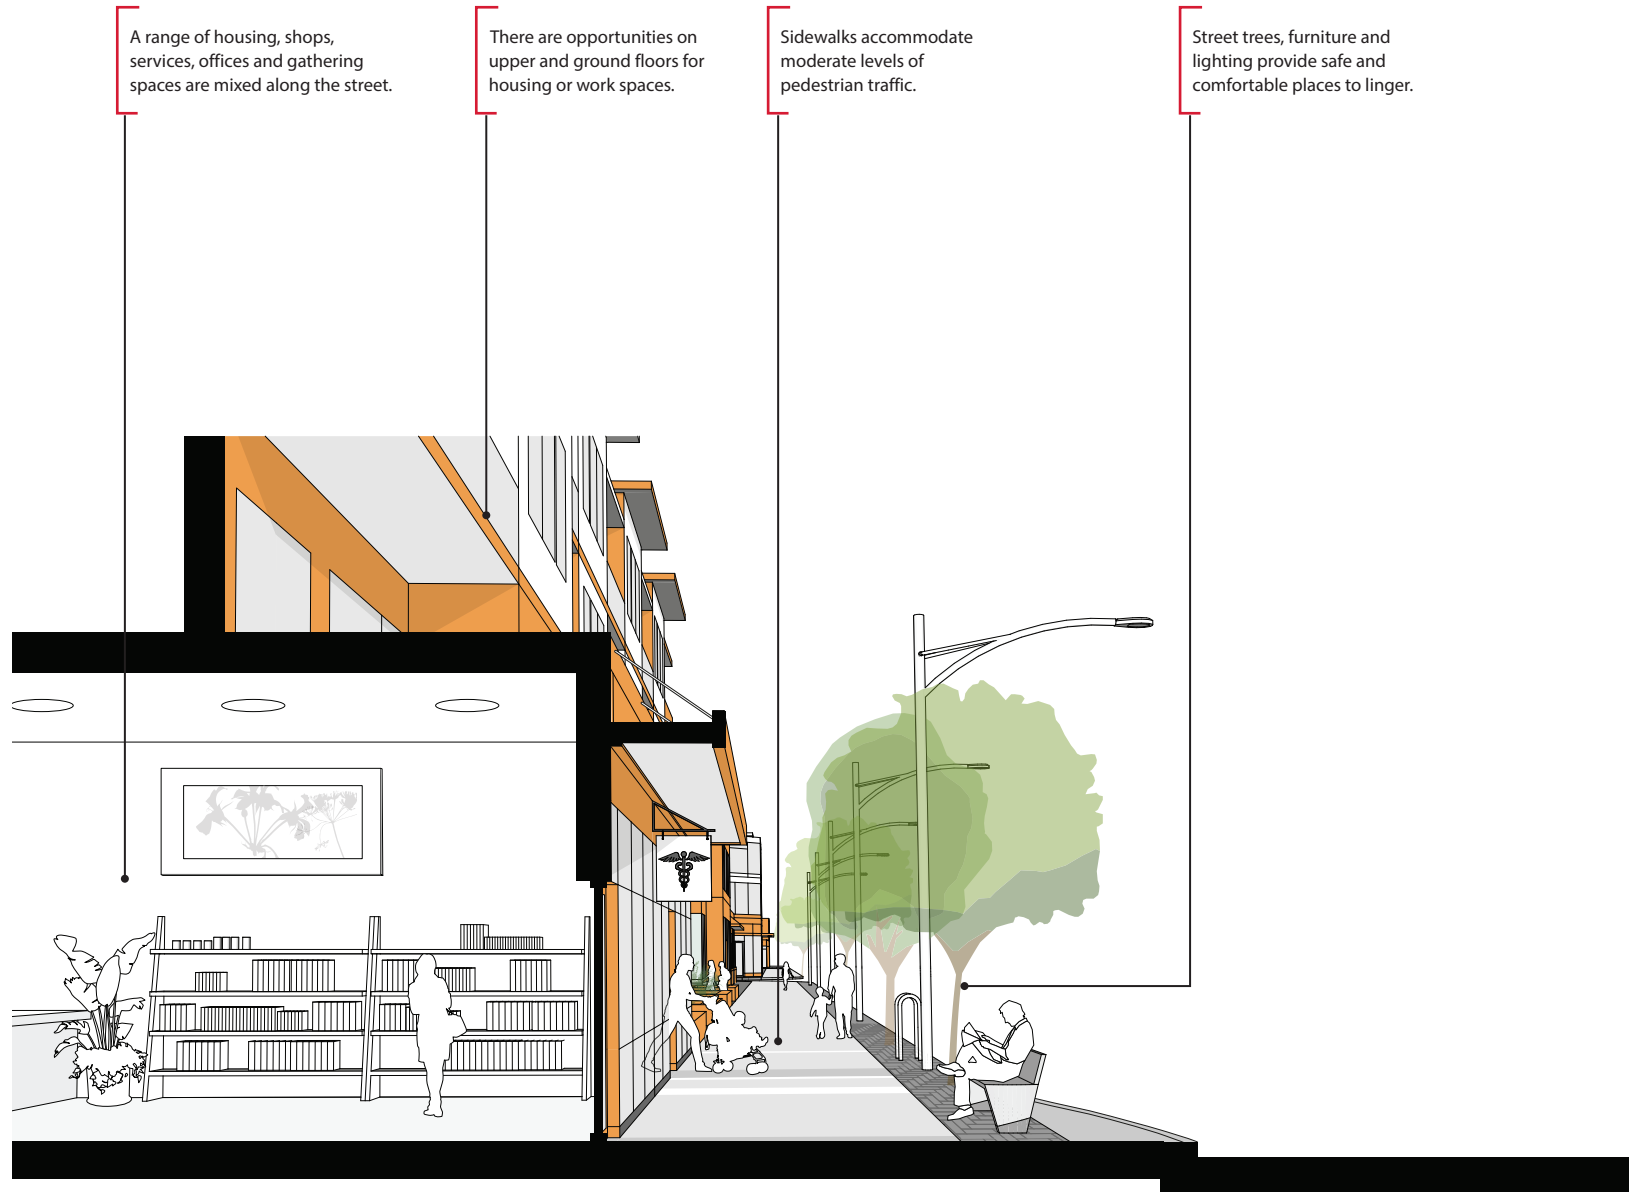 A range of housing, shops,
services, offices and gathering
spaces are mixed along the street.
There are opportunities on
upper and ground floors for
housing or work spaces.
Sidewalks accommodate
moderate levels of
pedestrian traffic.
Street trees, furniture and
lighting provide safe and
comfortable places to linger.